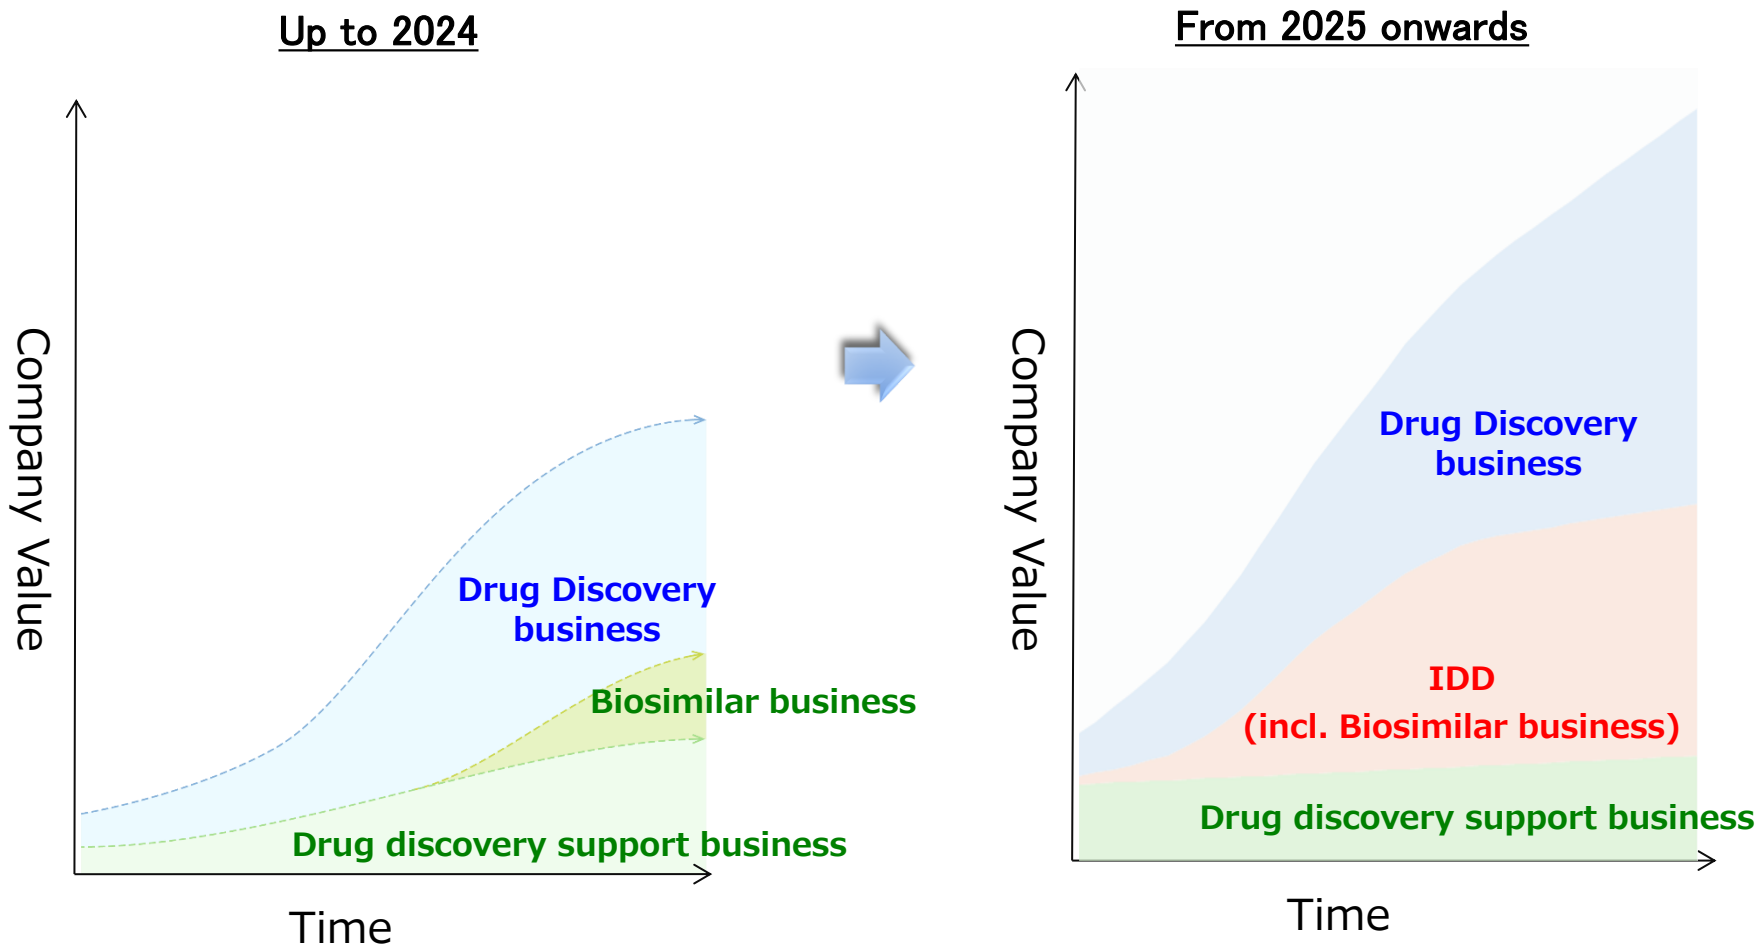 Up to 2024
Company Value
Drug Discovery
business
Biosimilar business
Drug discovery support business
Time
From 2025 onwards
Company Value
Drug Discovery
business
IDD
(incl. Biosimilar business)
Drug discovery support business
Time